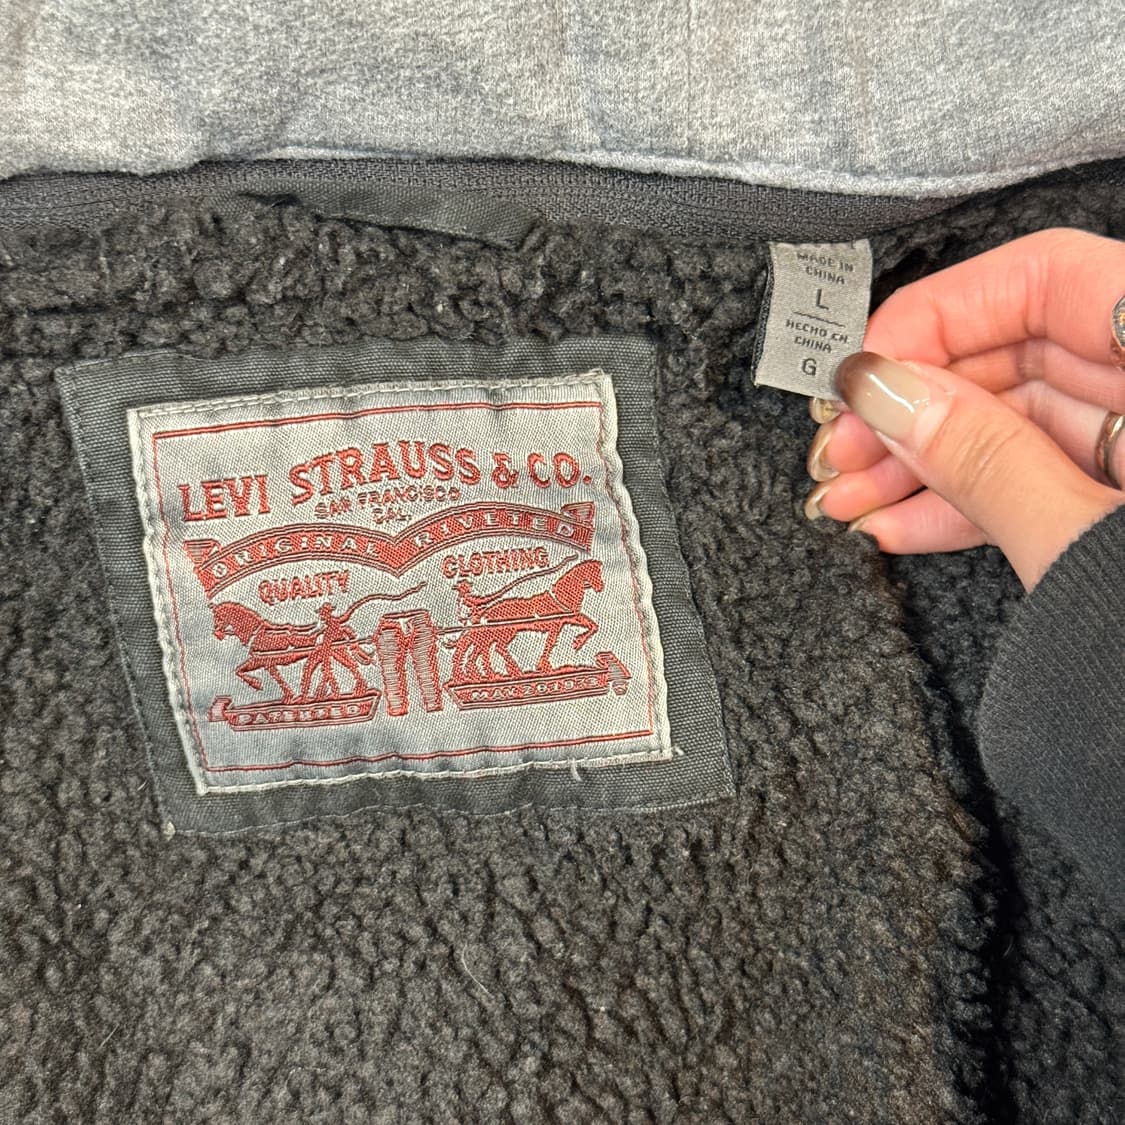 LEVI STRAUSS & CO.
SAN FRANCISCO
CAL.
ORIGINAL RIVETED
QUALITY CLOTHING
PATENTED
MADE IN
CHINA
L
HECHO EN
CHINA
G